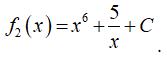 f₂(x) = x⁶ + 5/x + C.